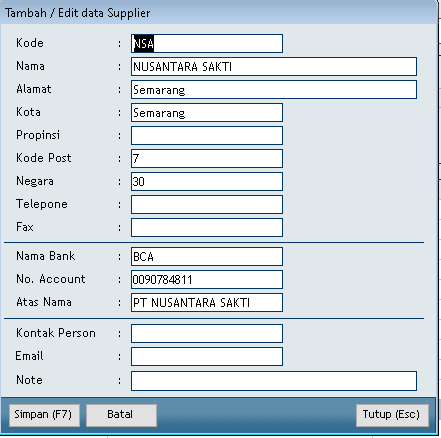 Tambah / Edit data Supplier
Kode : NSA
Nama : NUSANTARA SAKTI
Alamat : Semarang
Kota : Semarang
Propinsi :
Kode Post : 7
Negara : 30
Telepone :
Fax :
Nama Bank : BCA
No. Account : 0090784811
Atas Nama : PT NUSANTARA SAKTI
Kontak Person :
Email :
Note :
Simpan (F7) Batal Tutup (Esc)